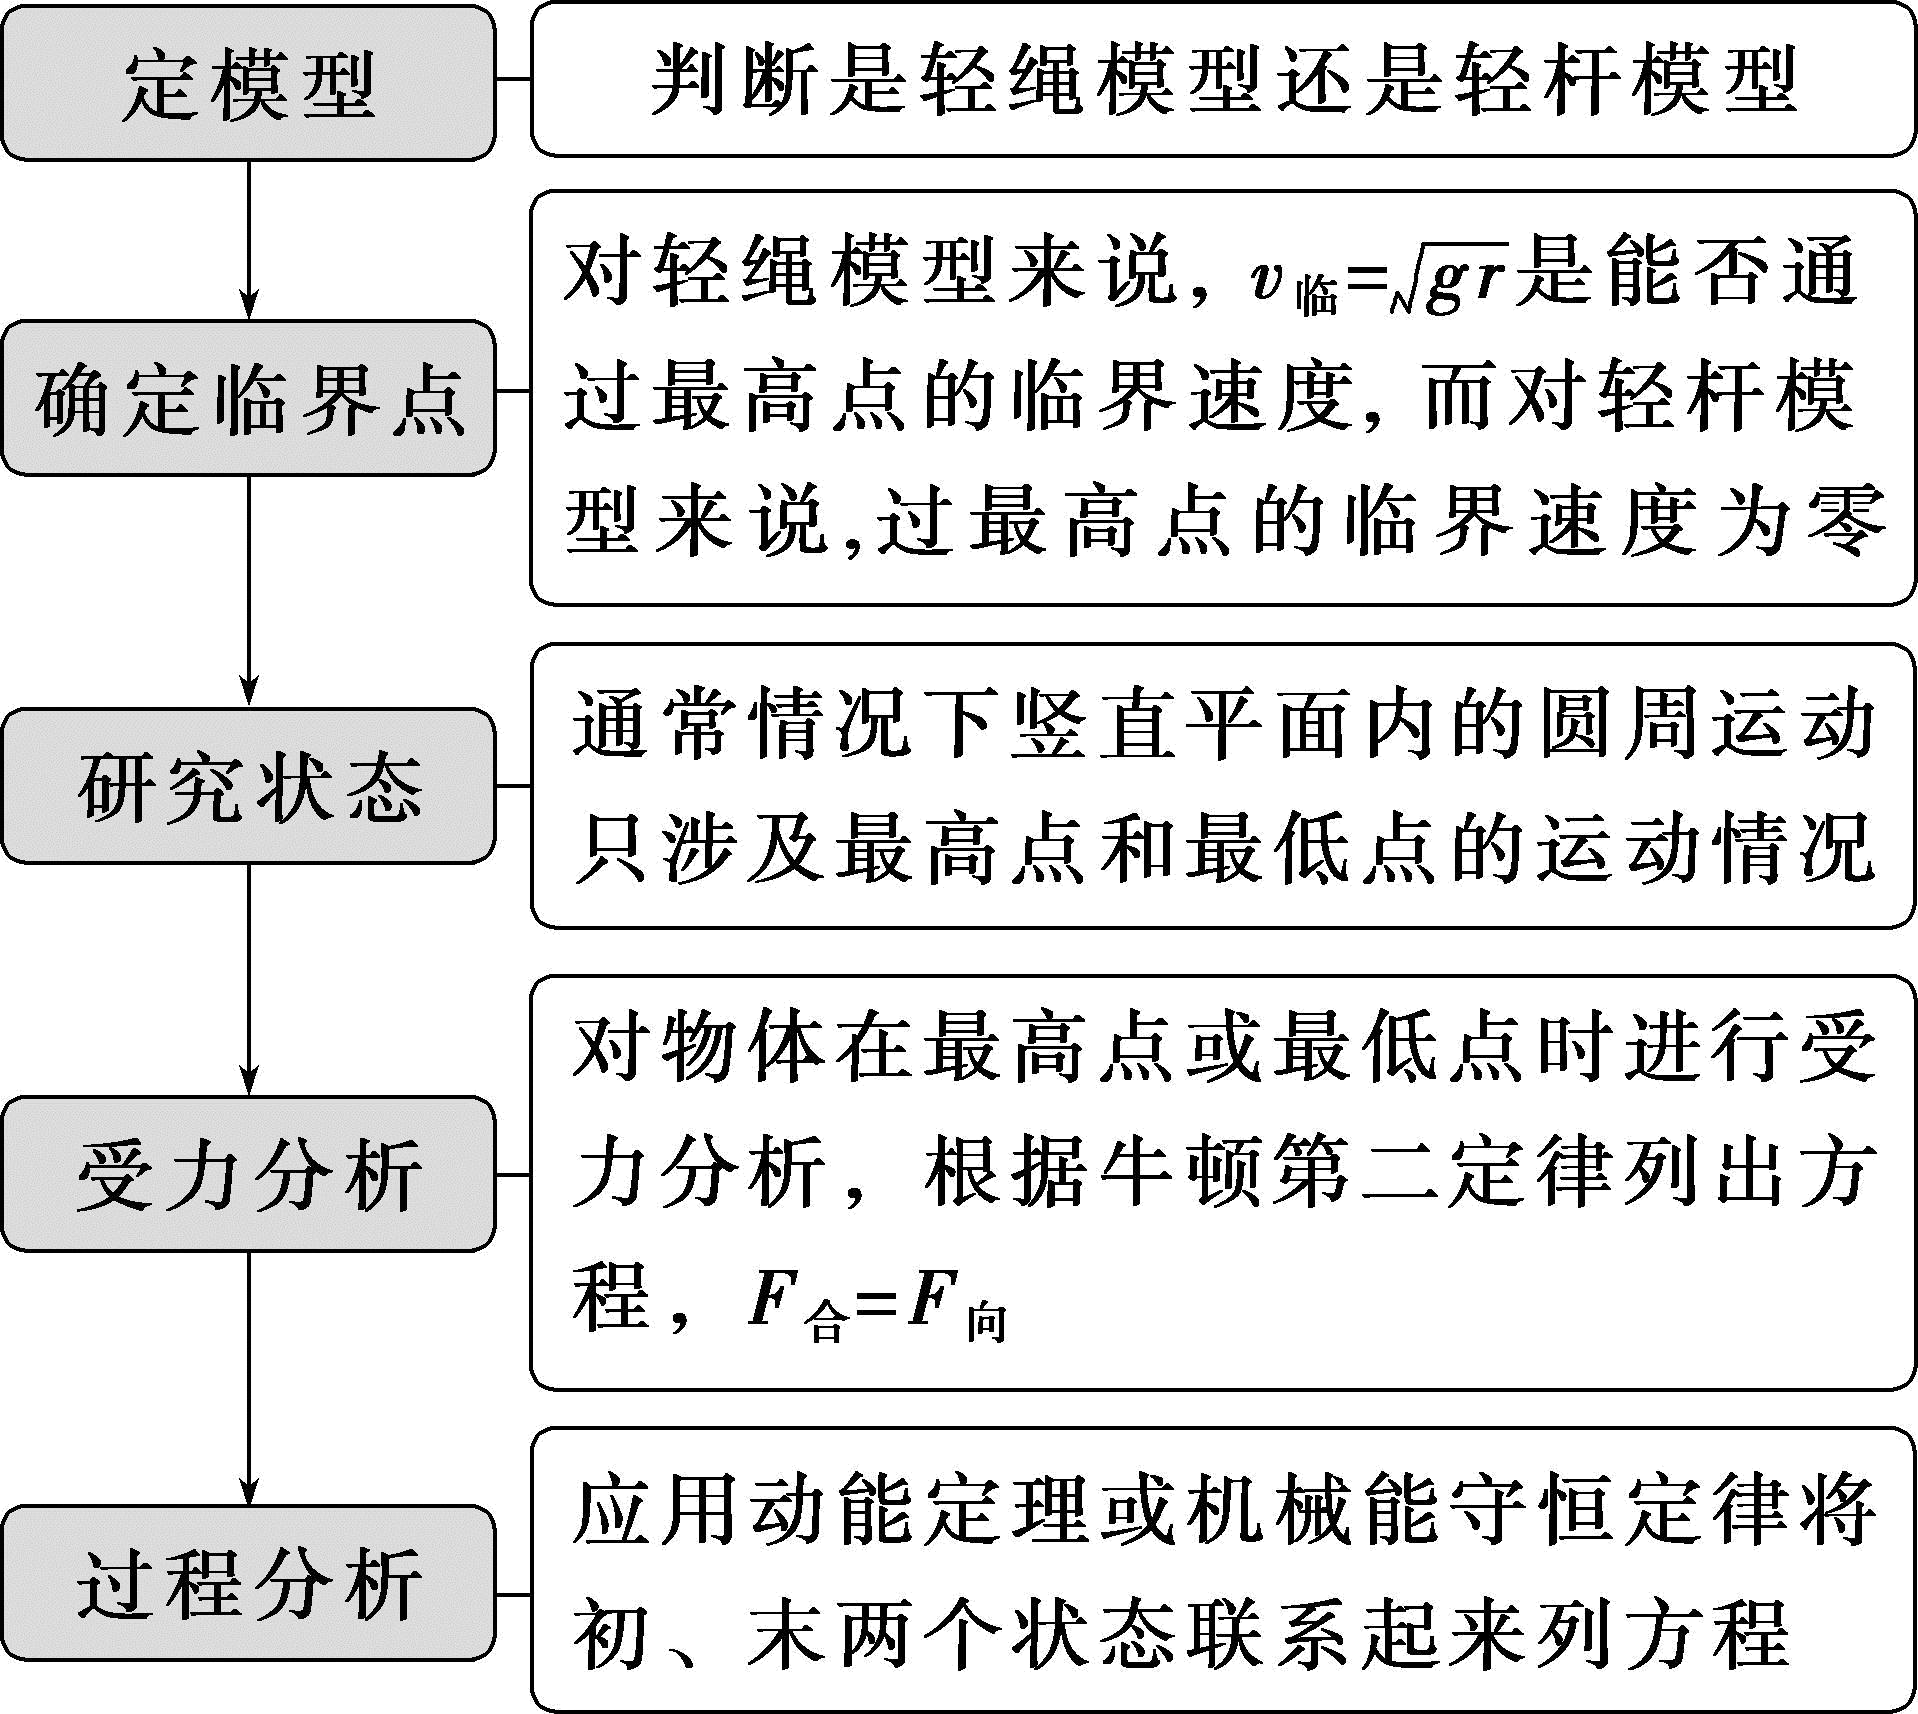 定模型
判断是轻绳模型还是轻杆模型
确定临界点
对轻绳模型来说，v临=√gr是能否通
过最高点的临界速度，而对轻杆模
型来说，过最高点的临界速度为零
研究状态
通常情况下竖直平面内的圆周运动
只涉及最高点和最低点的运动情况
受力分析
对物体在最高点或最低点时进行受
力分析，根据牛顿第二定律列出方
程，F合=F向
过程分析
应用动能定理或机械能守恒定律将
初、末两个状态联系起来列方程